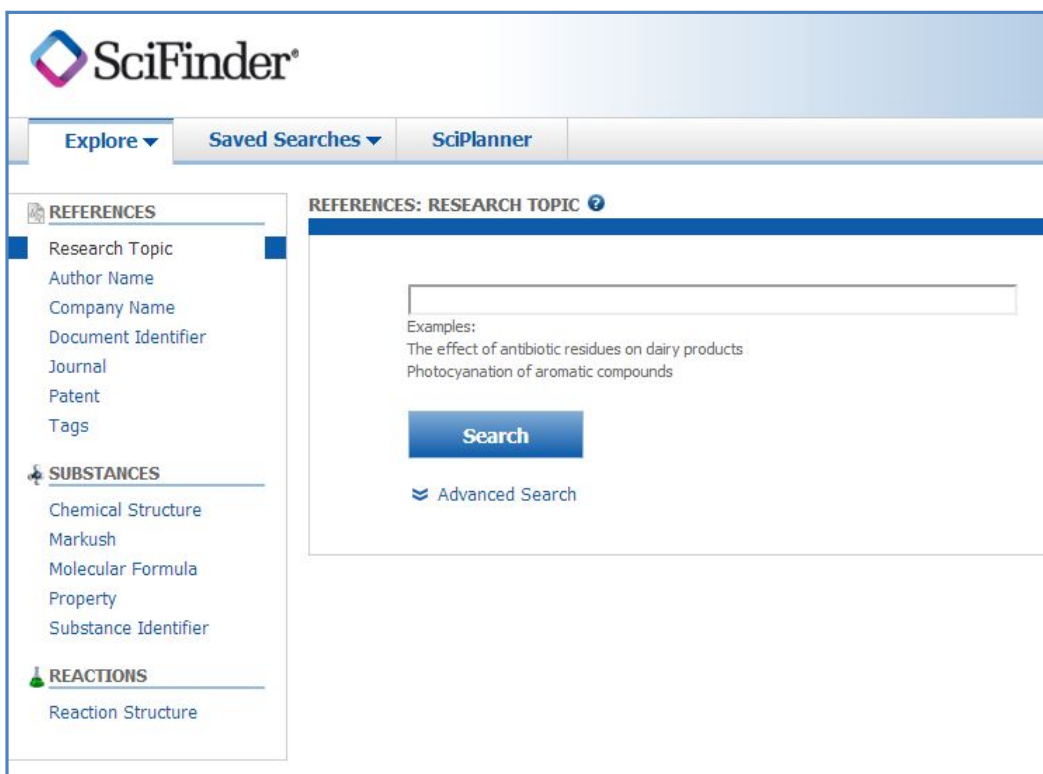 SciFinder®
Explore
Saved Searches
SciPlanner
REFERENCES
Research Topic
Author Name
Company Name
Document Identifier
Journal
Patent
Tags
SUBSTANCES
Chemical Structure
Markush
Molecular Formula
Property
Substance Identifier
REACTIONS
Reaction Structure
REFERENCES: RESEARCH TOPIC ?
Examples:
The effect of antibiotic residues on dairy products
Photocyanation of aromatic compounds
Search
Advanced Search